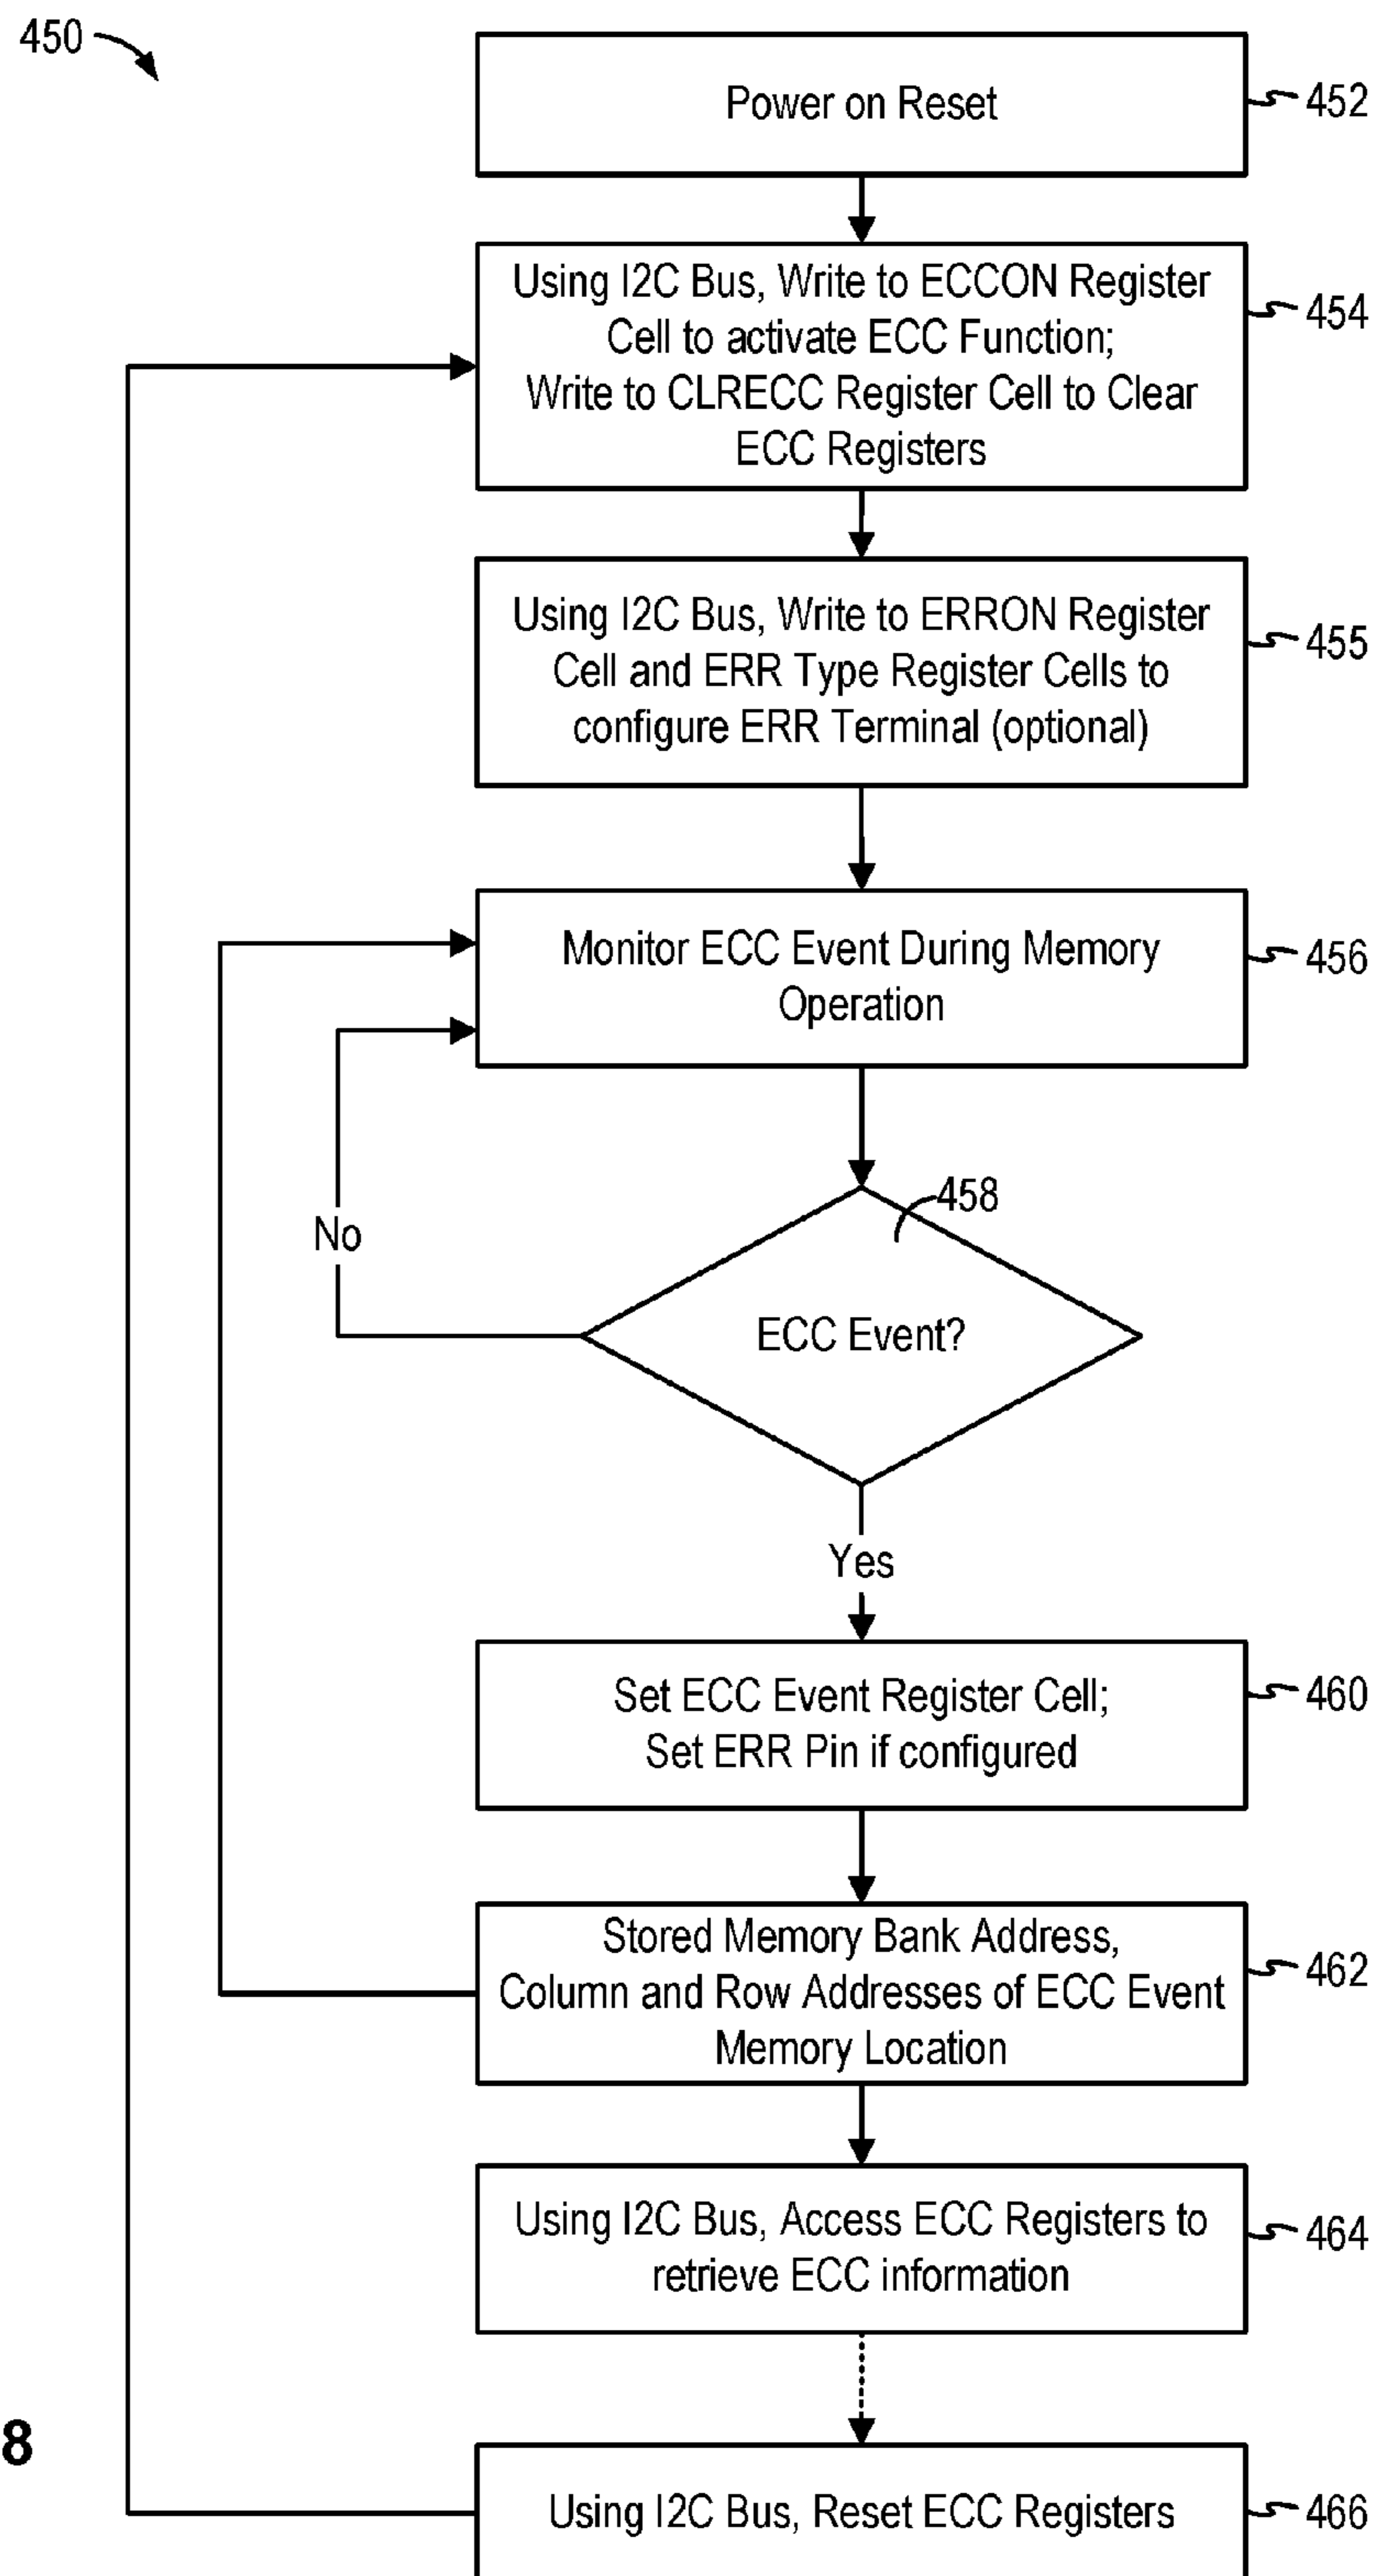 450
Power on Reset
452
Using I2C Bus, Write to ECCON Register
Cell to activate ECC Function;
Write to CLRECC Register Cell to Clear
ECC Registers
454
Using I2C Bus, Write to ERRON Register
Cell and ERR Type Register Cells to
configure ERR Terminal (optional)
455
Monitor ECC Event During Memory
Operation
456
458
No
ECC Event?
Yes
Set ECC Event Register Cell;
Set ERR Pin if configured
460
Stored Memory Bank Address,
Column and Row Addresses of ECC Event
Memory Location
462
Using I2C Bus, Access ECC Registers to
retrieve ECC information
464
8
Using I2C Bus, Reset ECC Registers
466